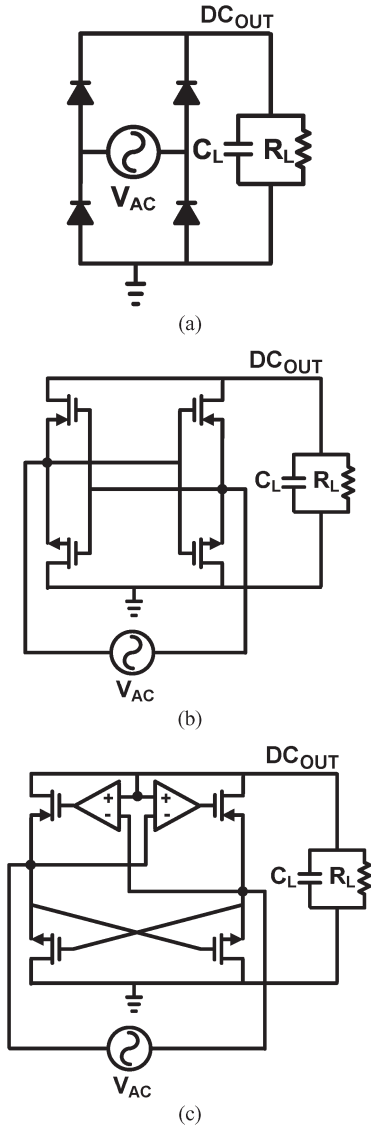 DCOUT
CL RL
VAC
(a)
DCOUT
CL RL
VAC
(b)
DCOUT
+ +
- -
CL RL
VAC
(c)